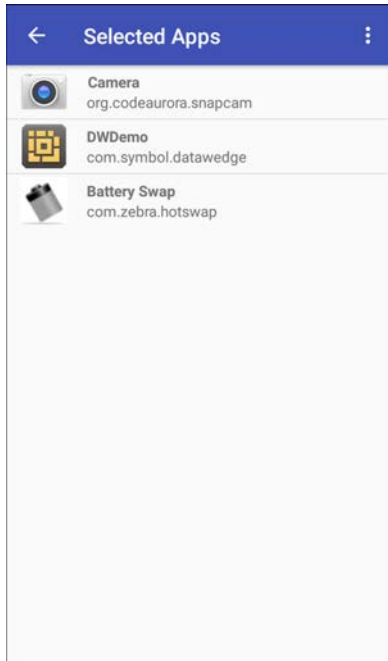 Selected Apps
Camera
org.codeaurora.snapcam
DWDemo
com.symbol.datawedge
Battery Swap
com.zebra.hotswap